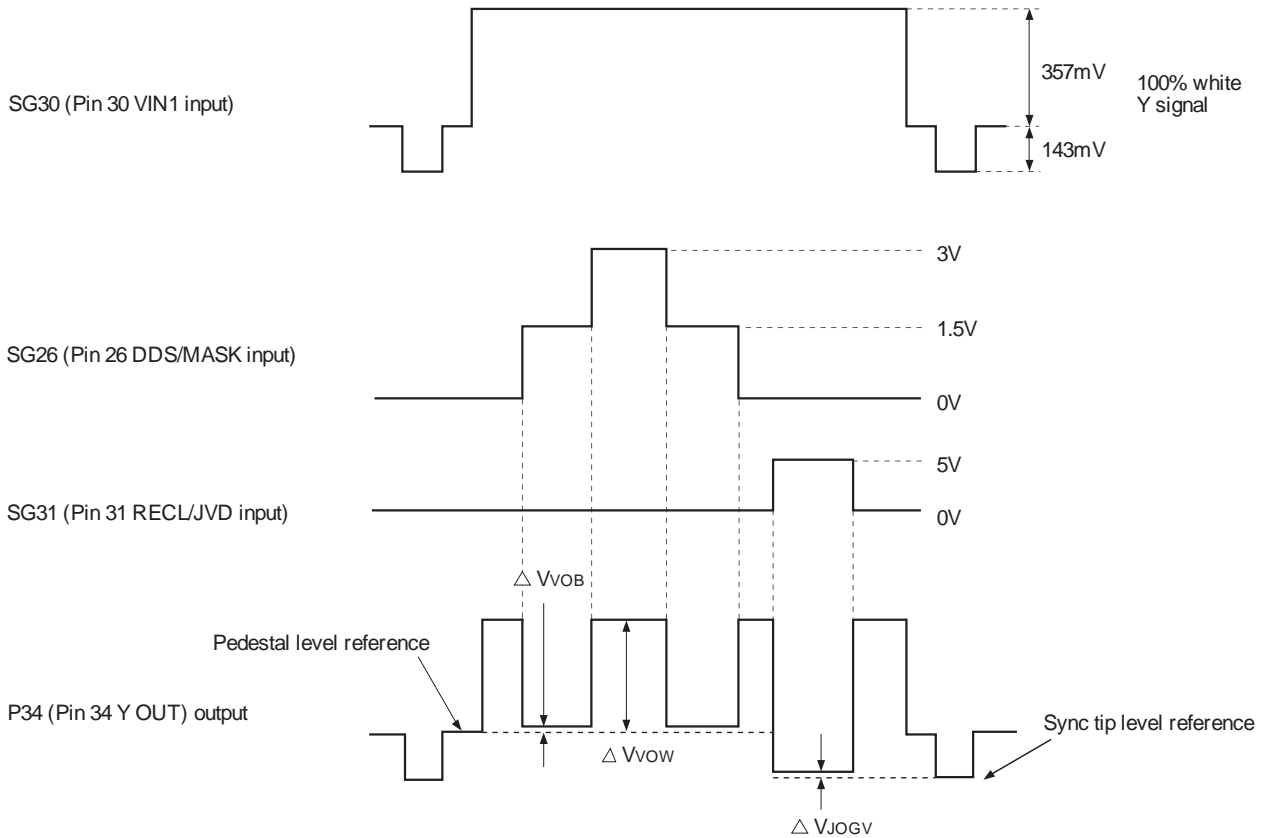 SG30 (Pin 30 VIN1 input)
357mV
143mV
100% white
Y signal
3V
1.5V
SG26 (Pin 26 DDS/MASK input)
0V
5V
SG31 (Pin 31 RECL/JVD input)
0V
△ VVOB
Pedestal level reference
P34 (Pin 34 Y OUT) output
△ VVOW
Sync tip level reference
△ VJOGV